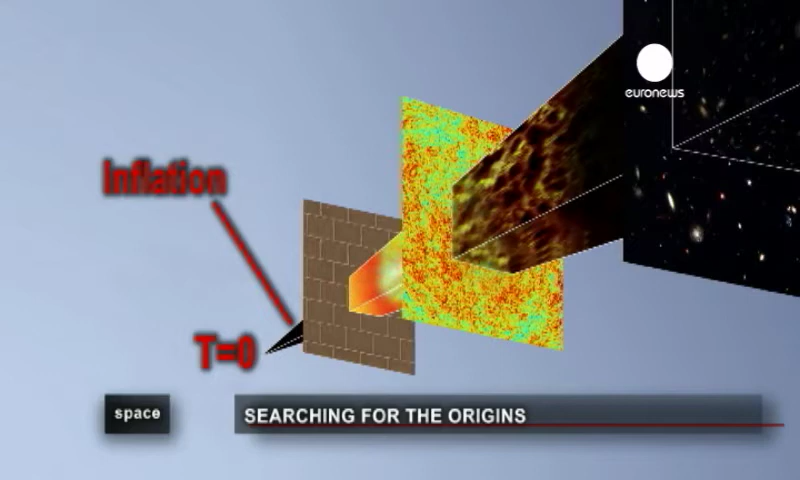 euronews
Inflation
T=0
space
SEARCHING FOR THE ORIGINS